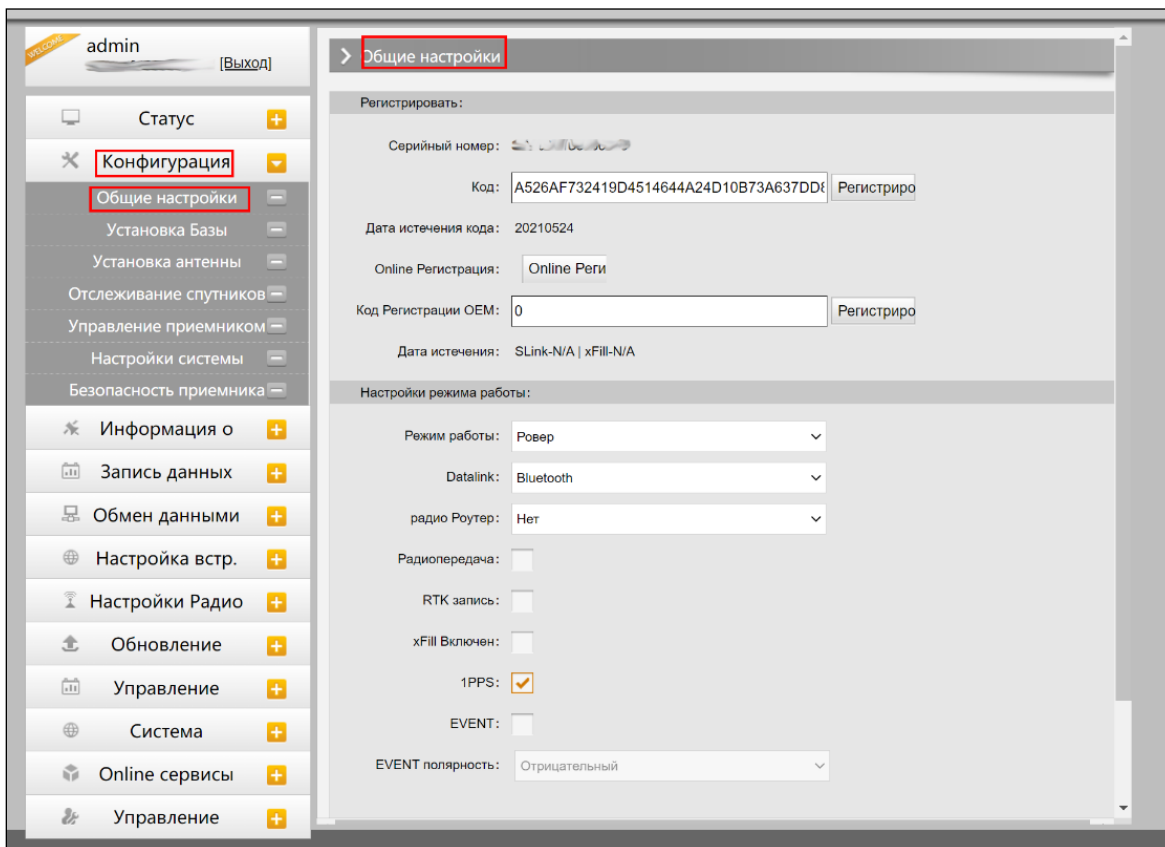 WELCOME
admin
[Выход]
Статус
Конфигурация
Общие настройки
Установка Базы
Установка антенны
Отслеживание спутников
Управление приемником
Настройки системы
Безопасность приемника
Информация о
Запись данных
Обмен данными
Настройка встр.
Настройки Радио
Обновление
Управление
Система
Online сервисы
Управление
Общие настройки
Регистрировать:
Серийный номер:
Код: A526AF732419D4514644A24D10B73A637DD8 Регистриро
Дата истечения кода: 20210524
Online Регистрация: Online Реги
Код Регистрации OEM: 0 Регистриро
Дата истечения: SLink-N/A | xFill-N/A
Настройки режима работы:
Режим работы: Ровер
Datalink: Bluetooth
радио Роутер: Нет
Радиопередача:
RTK запись:
xFill Включен:
1PPS:
EVENT:
EVENT полярность: Отрицательный